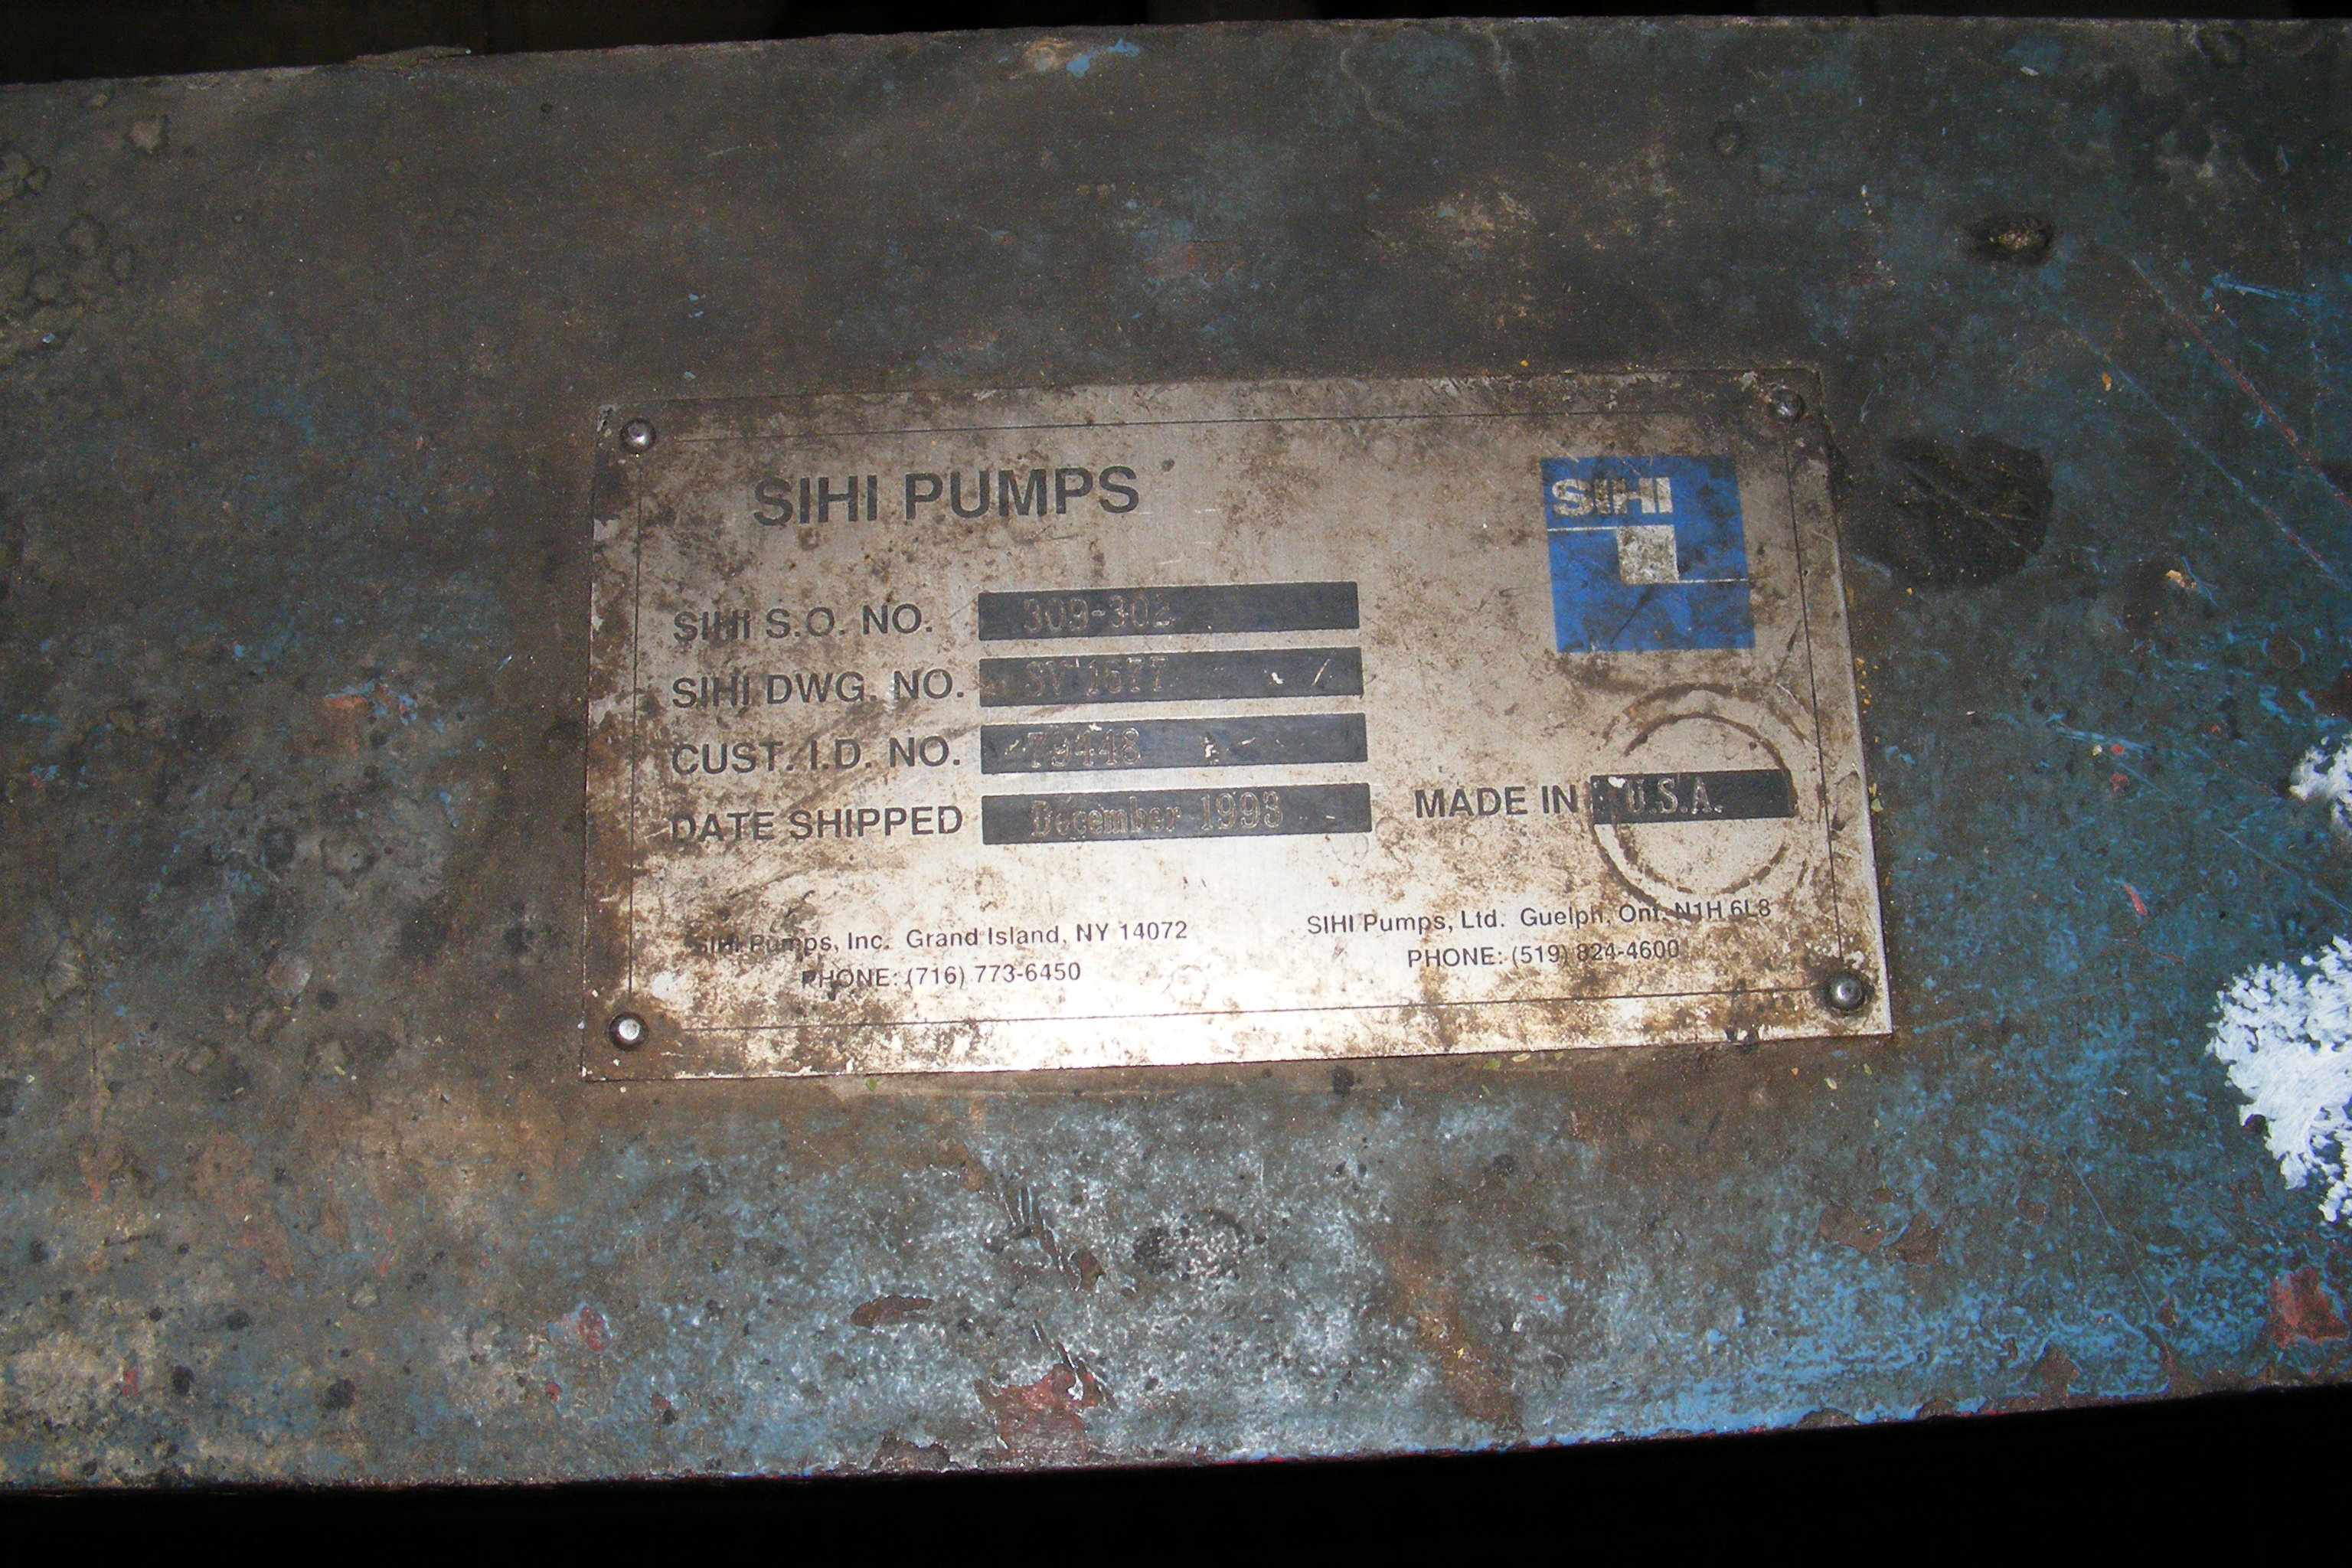 SIHI PUMPS
SIHI
SIHI S.O. NO. 309-302
SIHI DWG. NO. SV 1577
CUST. I.D. NO. 79448
DATE SHIPPED December 1993
MADE IN U.S.A.
SIHI Pumps, Inc. Grand Island, NY 14072
PHONE: (716) 773-6450
SIHI Pumps, Ltd. Guelph, Ont. N1H 6L8
PHONE: (519) 824-4600